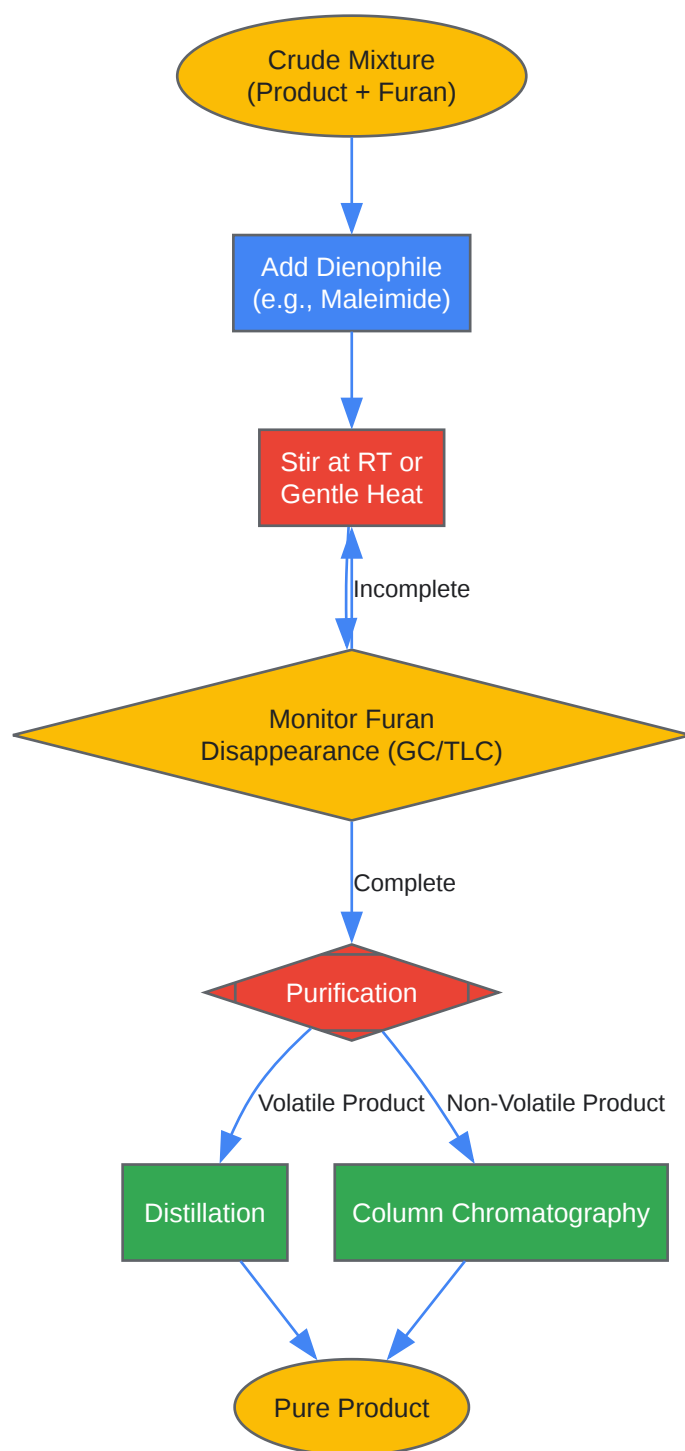 Crude Mixture
(Product + Furan)
Add Dienophile
(e.g., Maleimide)
Stir at RT or
Gentle Heat
Incomplete
Monitor Furan
Disappearance (GC/TLC)
Complete
Purification
Volatile Product
Non-Volatile Product
Distillation
Column Chromatography
Pure Product